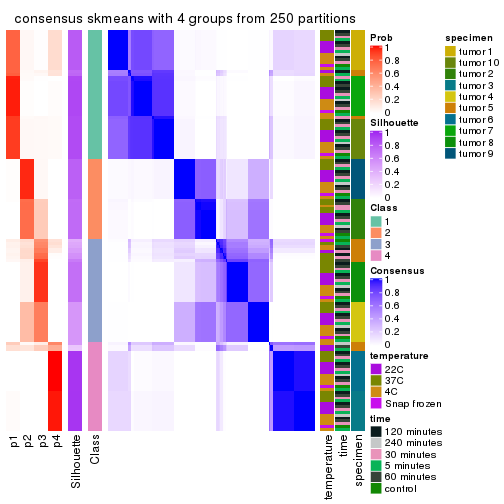 consensus skmeans with 4 groups from 250 partitions
p1
p2
p3
p4
Silhouette
Class
temperature
time
specimen
Prob
1
0.8
0.6
0.4
0.2
0
Silhouette
1
0.8
0.6
0.4
0.2
0
Class
1
2
3
4
Consensus
1
0.8
0.6
0.4
0.2
0
temperature
22C
37C
4C
Snap frozen
time
120 minutes
240 minutes
30 minutes
5 minutes
60 minutes
control
specimen
tumor 1
tumor 10
tumor 2
tumor 3
tumor 4
tumor 5
tumor 6
tumor 7
tumor 8
tumor 9